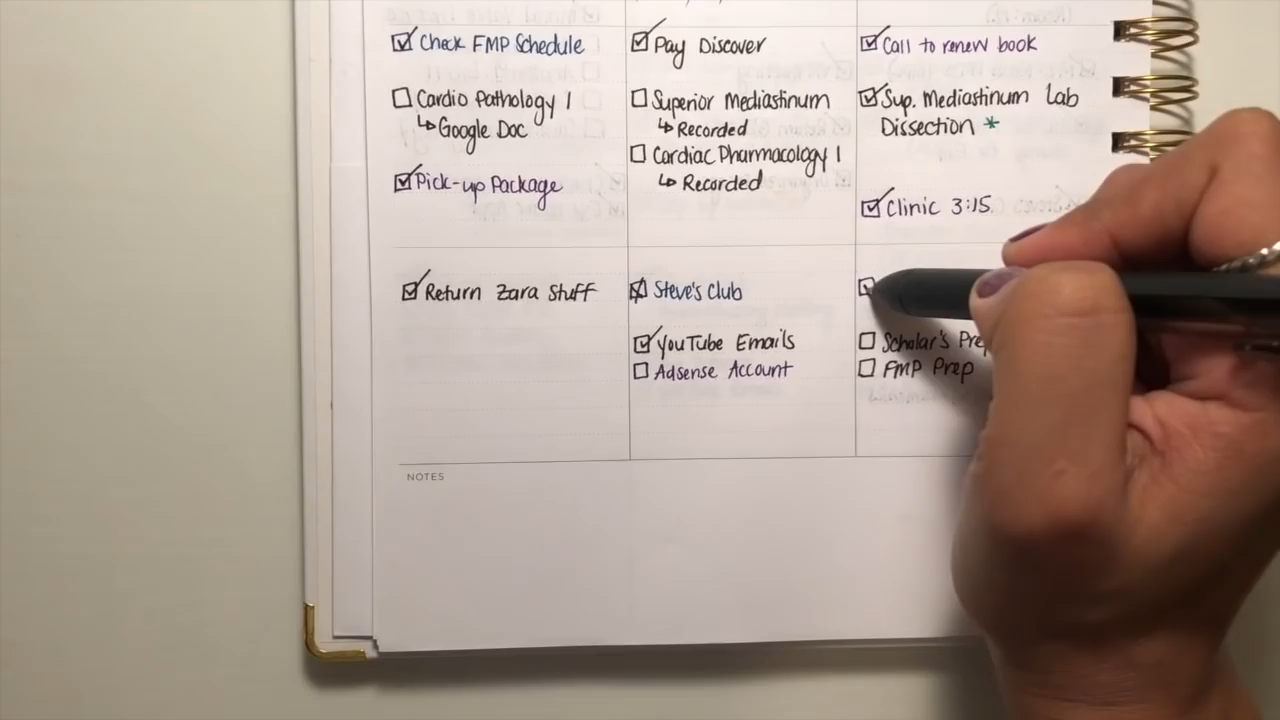 Check FMP Schedule
Cardio Pathology 1
↳ Google Doc
Pick-up Package
Pay Discover
Superior Mediastinum
↳ Recorded
Cardiac Pharmacology 1
↳ Recorded
Call to renew book
Sup. Mediastinum Lab
Dissection *
Clinic 3:15
Return Zara Stuff
Steve's Club
YouTube Emails
Adsense Account
Scholar's
FMP Prep
NOTES